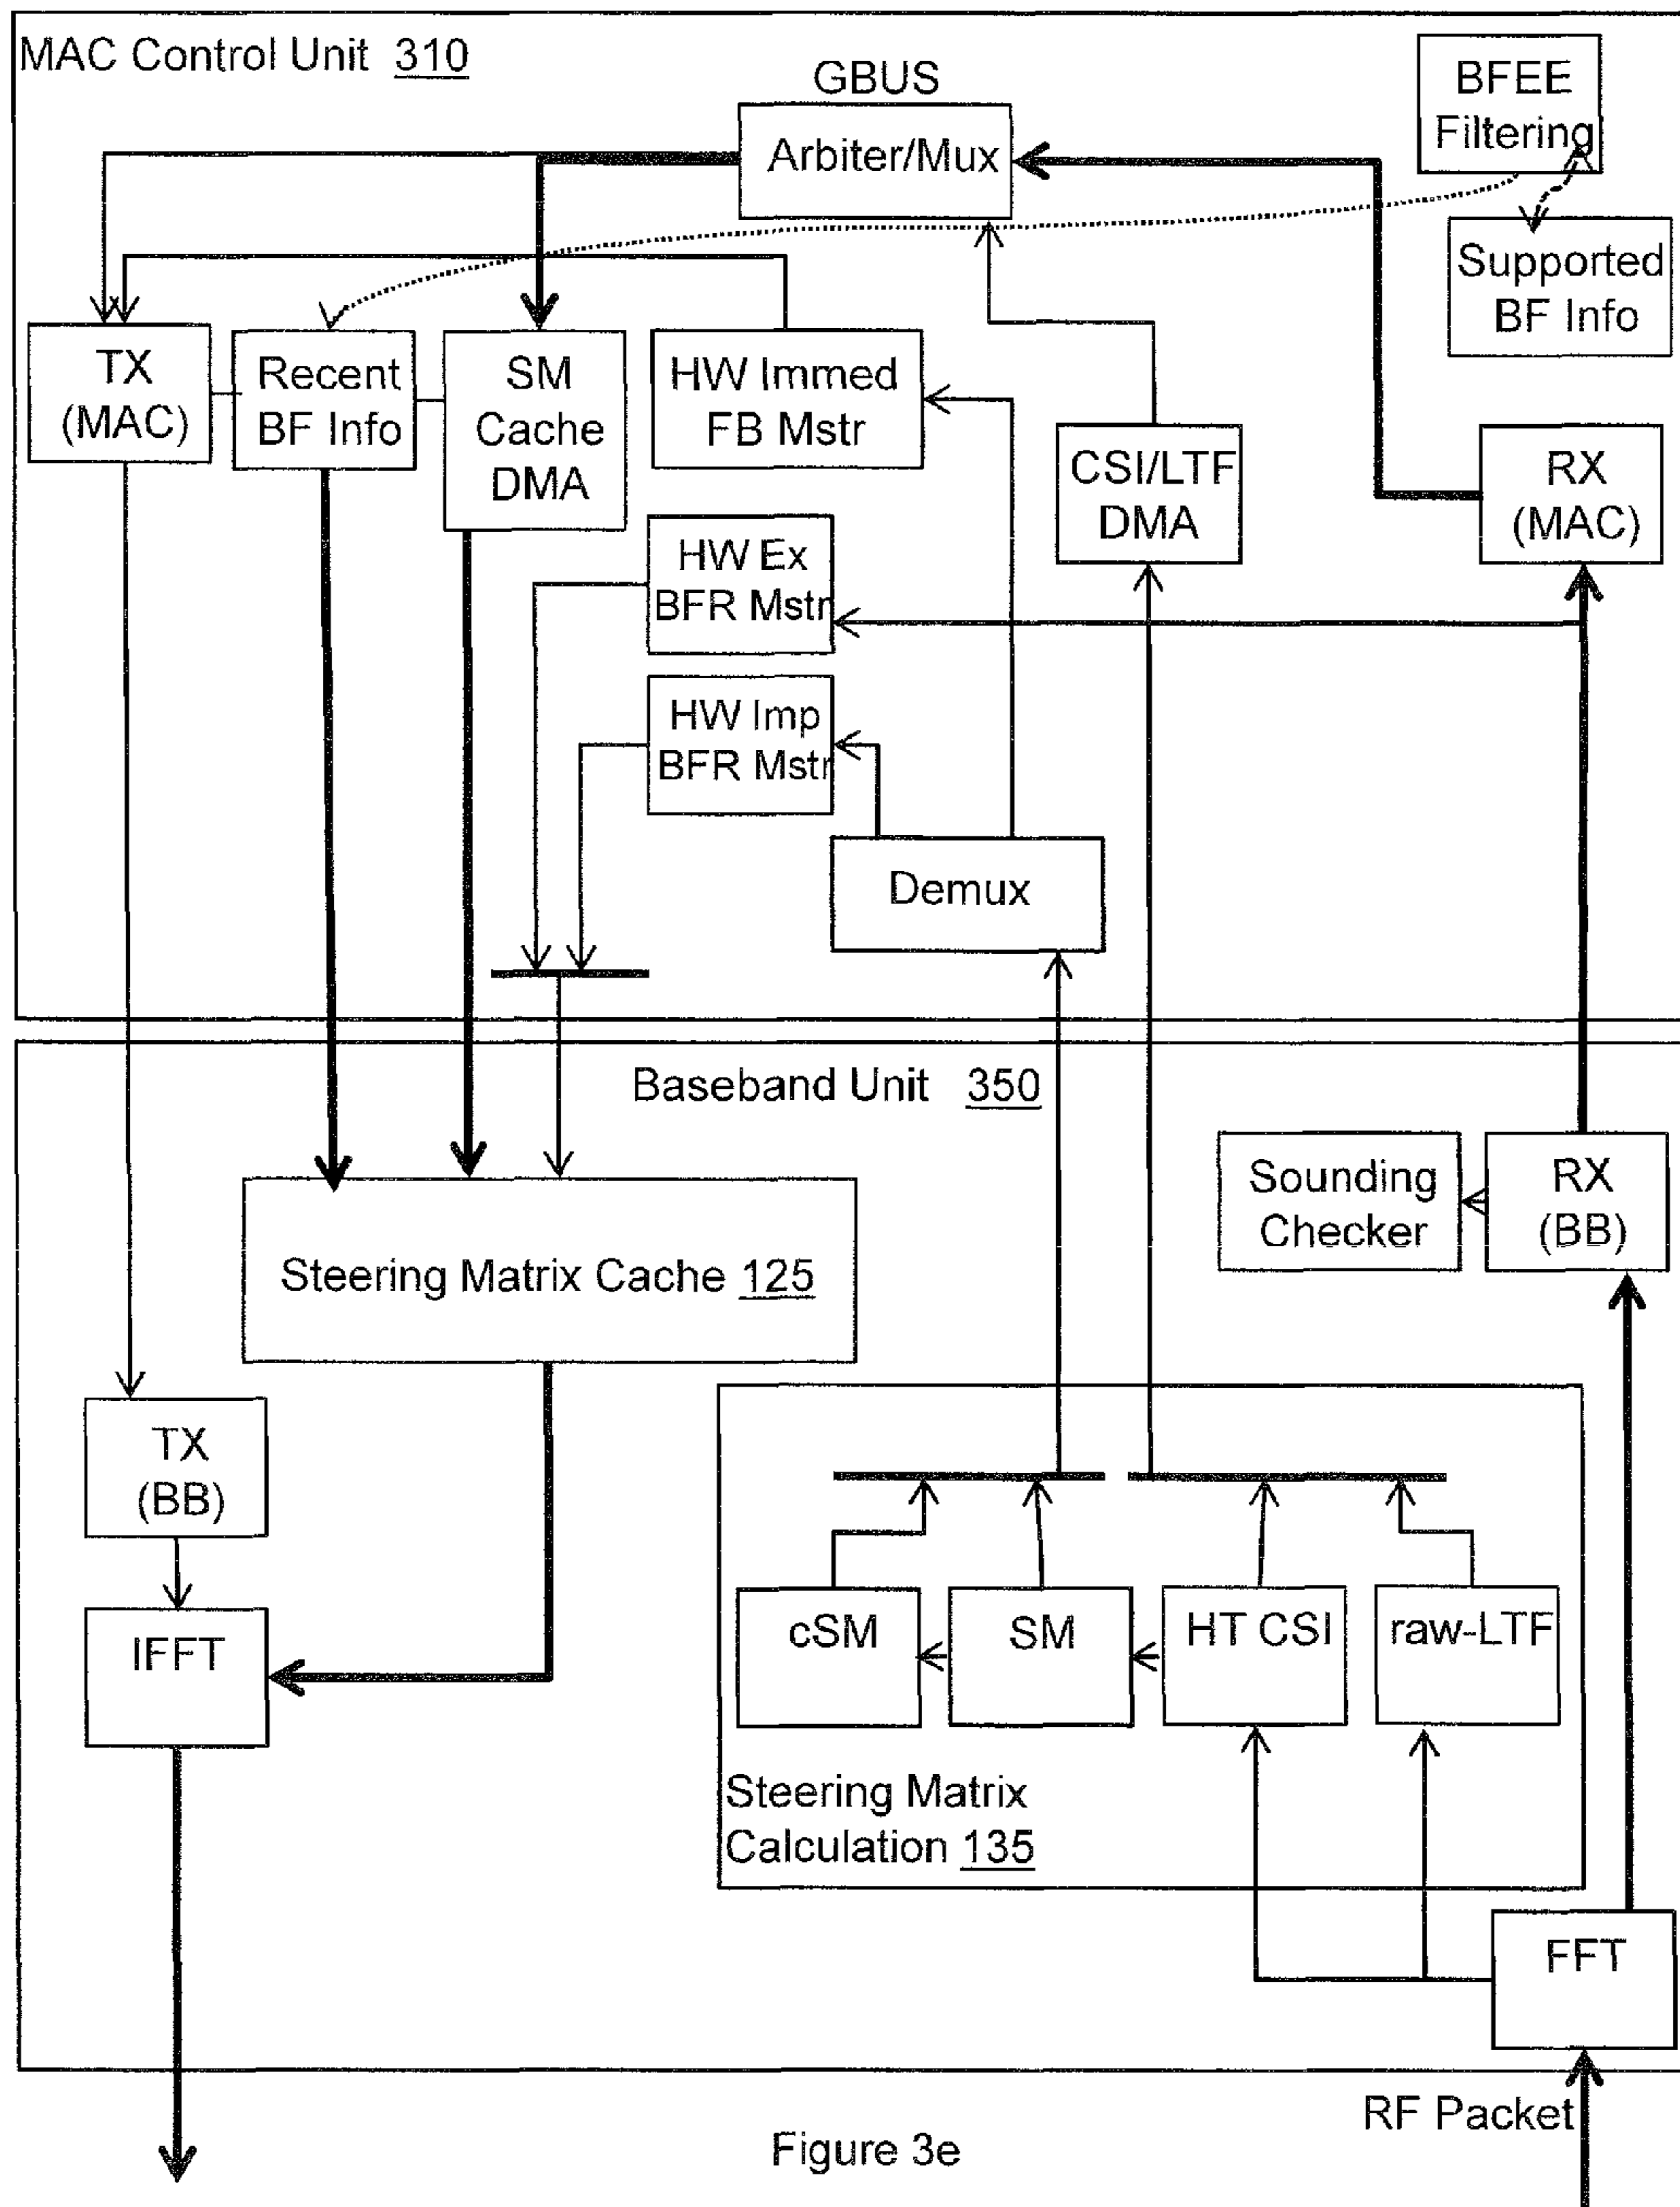 MAC Control Unit 310
GBUS
Arbiter/Mux
BFEE
Filtering
Supported
BF Info
TX
(MAC)
Recent
BF Info
SM
Cache
DMA
HW Immed
FB Mstr
CSI/LTF
DMA
RX
(MAC)
HW Ex
BFR Mstr
HW Imp
BFR Mstr
Demux
Baseband Unit 350
Sounding
Checker
RX
(BB)
Steering Matrix Cache 125
TX
(BB)
IFFT
cSM
SM
HT CSI
raw-LTF
Steering Matrix
Calculation 135
FFT
RF Packet
Figure 3e